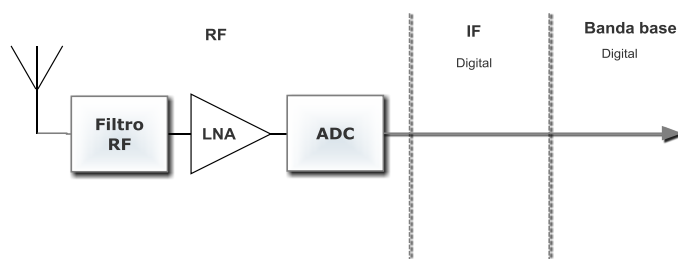 RF
IF
Digital
Banda base
Digital
Filtro
RF
LNA
ADC